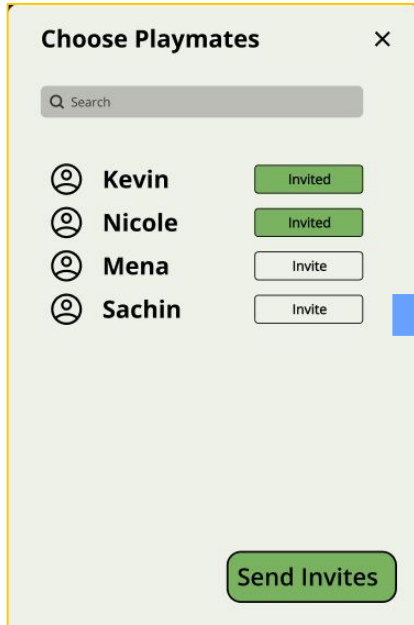 Choose Playmates
Search
Kevin Invited
Nicole Invited
Mena Invite
Sachin Invite
Send Invites